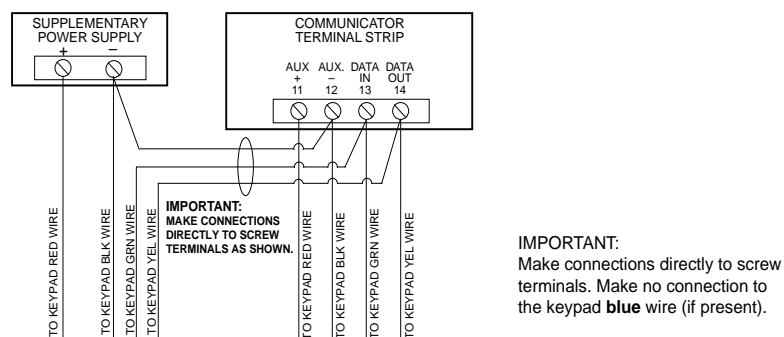 SUPPLEMENTARY
POWER SUPPLY
+ –
COMMUNICATOR
TERMINAL STRIP
AUX AUX. DATA DATA
+ – IN OUT
11 12 13 14
IMPORTANT:
MAKE CONNECTIONS
DIRECTLY TO SCREW
TERMINALS AS SHOWN.
TO KEYPAD RED WIRE
TO KEYPAD BLK WIRE
TO KEYPAD GRN WIRE
TO KEYPAD YEL WIRE
TO KEYPAD RED WIRE
TO KEYPAD BLK WIRE
TO KEYPAD GRN WIRE
TO KEYPAD YEL WIRE
IMPORTANT:
Make connections directly to screw
terminals. Make no connection to
the keypad blue wire (if present).